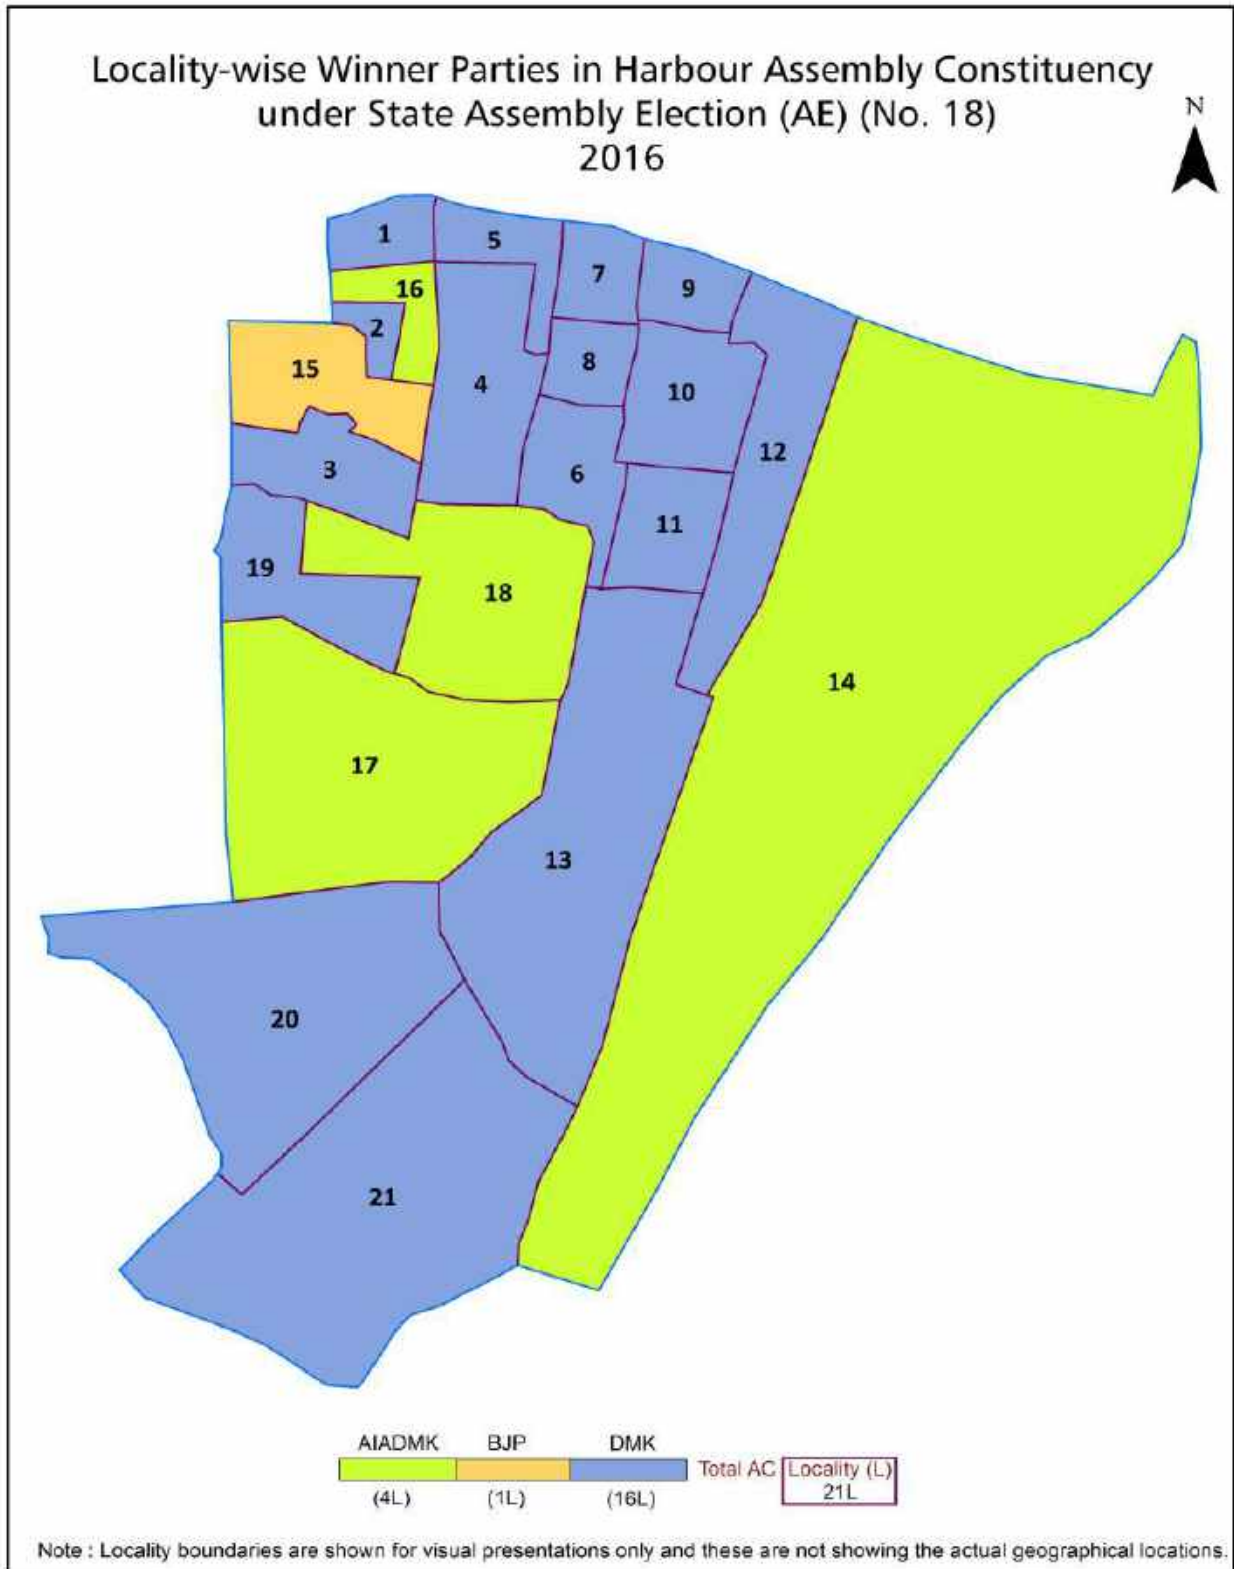 Locality-wise Winner Parties in Harbour Assembly Constituency
under State Assembly Election (AE) (No. 18)
2016
N
1
5
7
9
16
2
15
8
4
10
12
3
6
11
19
18
14
17
13
20
21
AIADMK BJP DMK
Total AC Locality (L)
21L
(4L) (1L) (16L)
Note : Locality boundaries are shown for visual presentations only and these are not showing the actual geographical locations.